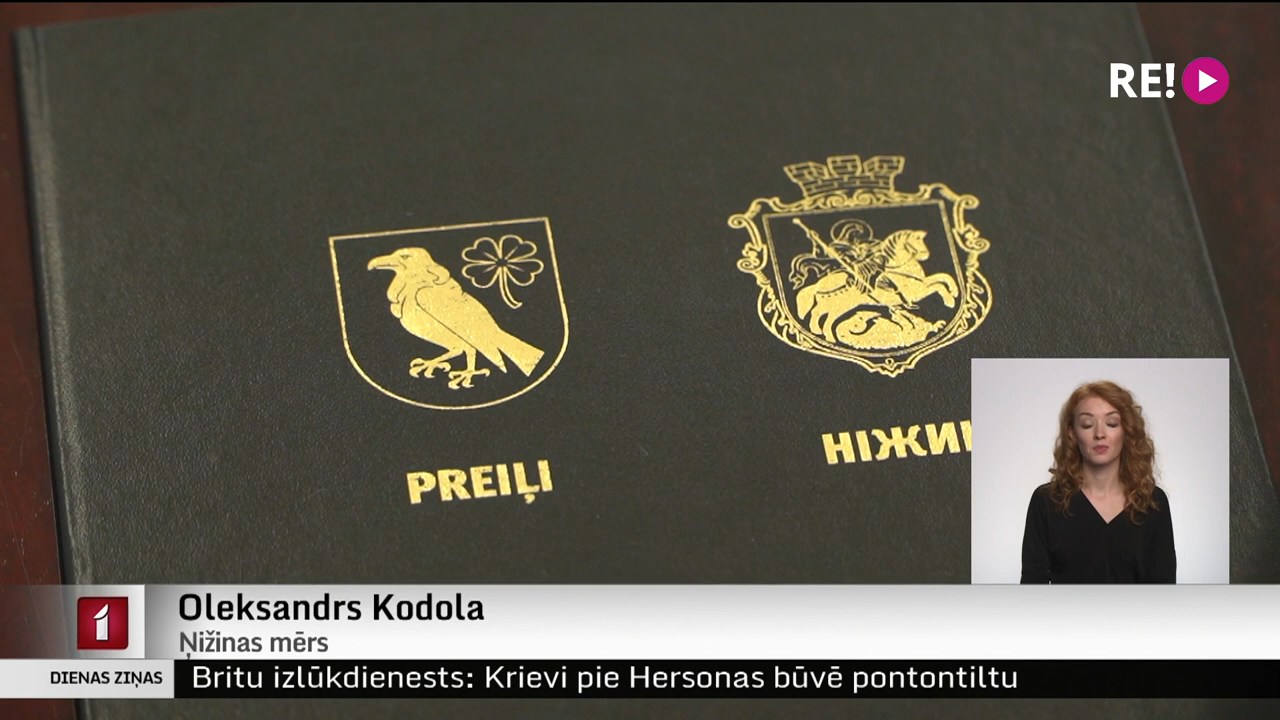 RE!
PREIĻI
НІЖИН
Oleksandrs Kodola
Ņižinas mērs
1
DIENAS ZIŅAS
Britu izlūkdienests: Krievi pie Hersonas būvē pontontiltu